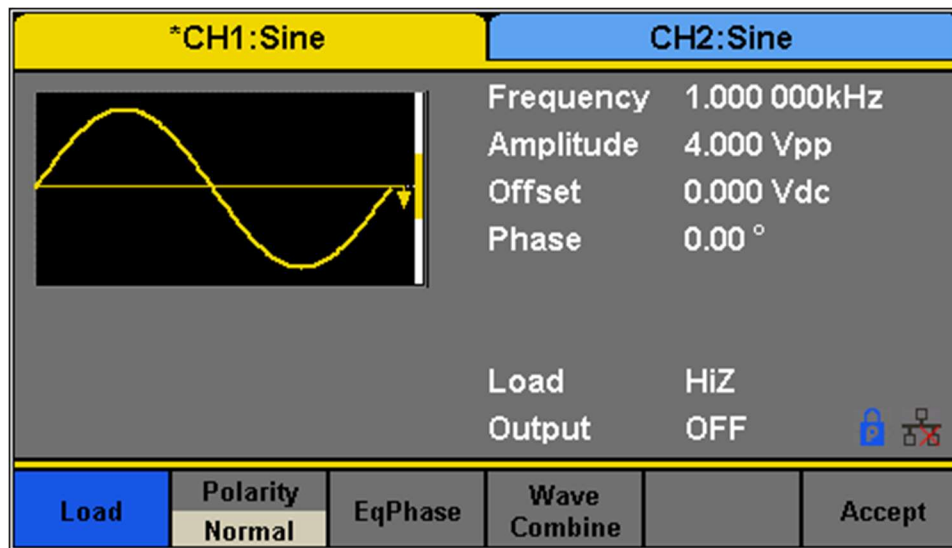 *CH1:Sine
CH2:Sine
Frequency 1.000 000kHz
Amplitude 4.000 Vpp
Offset 0.000 Vdc
Phase 0.00 °
Load HiZ
Output OFF
P
Load
Polarity
Normal
EqPhase
Wave
Combine
Accept